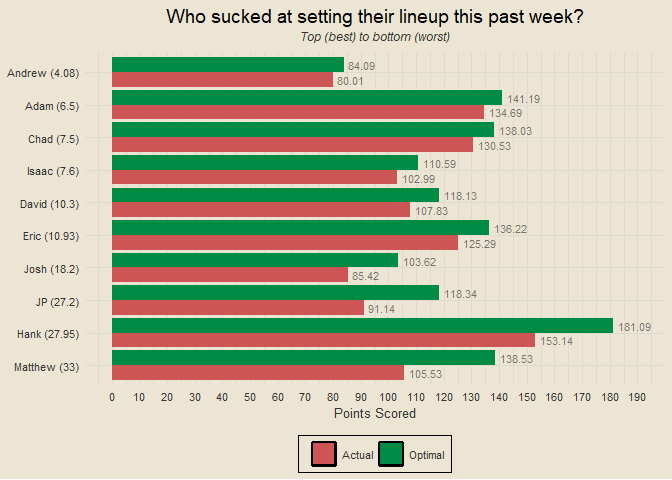 Who sucked at setting their lineup this past week?
Top (best) to bottom (worst)
Andrew (4.08)
84.09
80.01
Adam (6.5)
141.19
134.69
Chad (7.5)
138.03
130.53
Isaac (7.6)
110.59
102.99
David (10.3)
118.13
107.83
Eric (10.93)
136.22
125.29
Josh (18.2)
103.62
85.42
JP (27.2)
118.34
91.14
Hank (27.95)
181.09
153.14
Matthew (33)
138.53
105.53
0 10 20 30 40 50 60 70 80 90 100 110 120 130 140 150 160 170 180 190
Points Scored
Actual Optimal